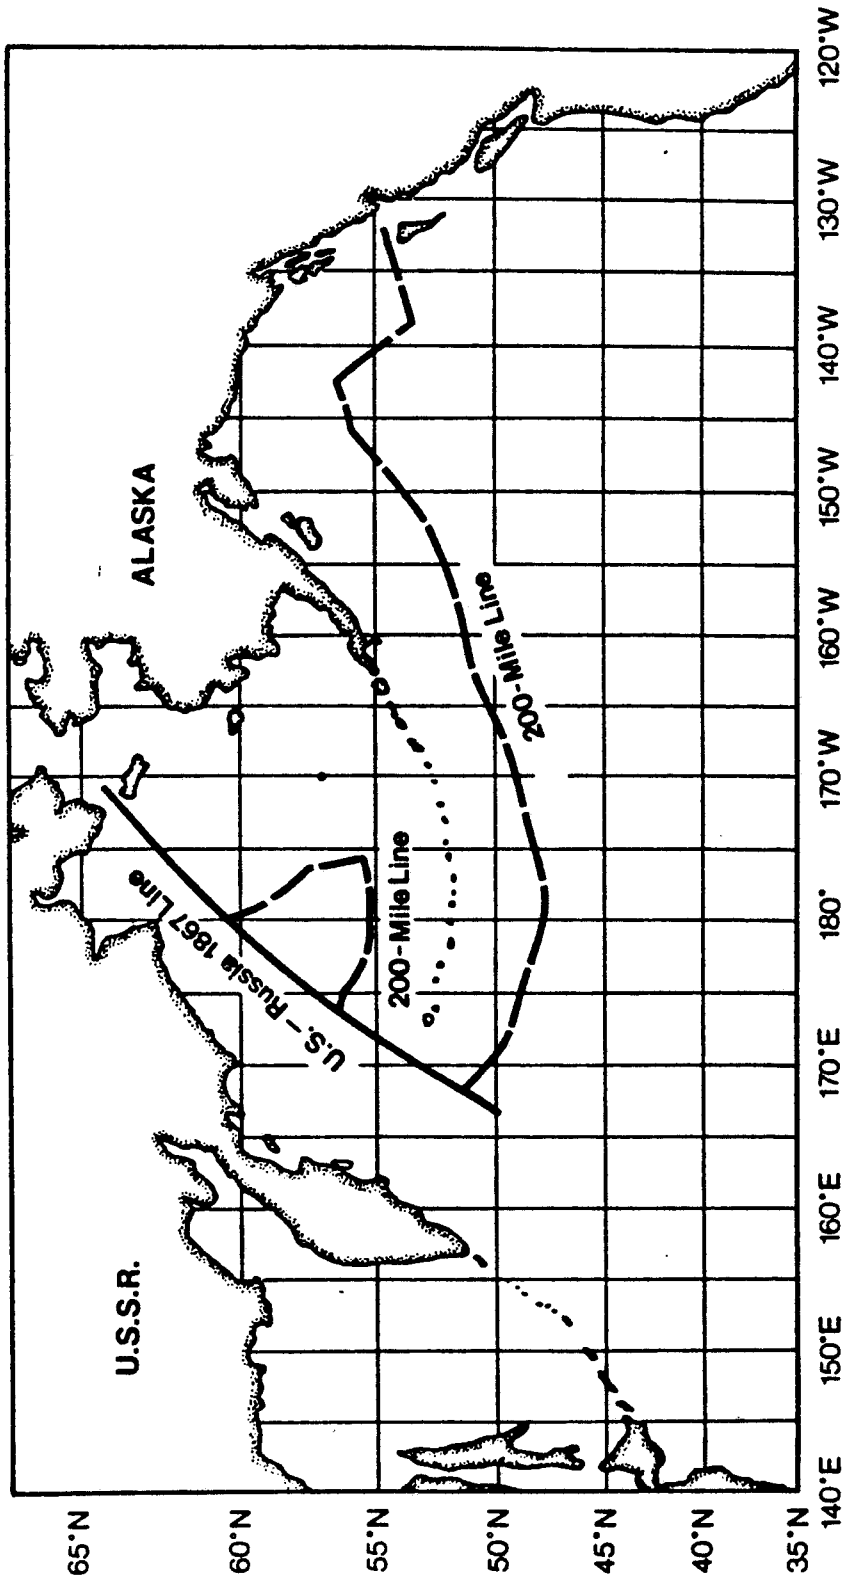 U.S.S.R.
ALASKA
U.S. – Russia 1867 Line
200-Mile Line
200-Mile Line
65°N
60°N
55°N
50°N
45°N
40°N
35°N
140°E
150°E
160°E
170°E
180°
170°W
160°W
150°W
140°W
130°W
120°W